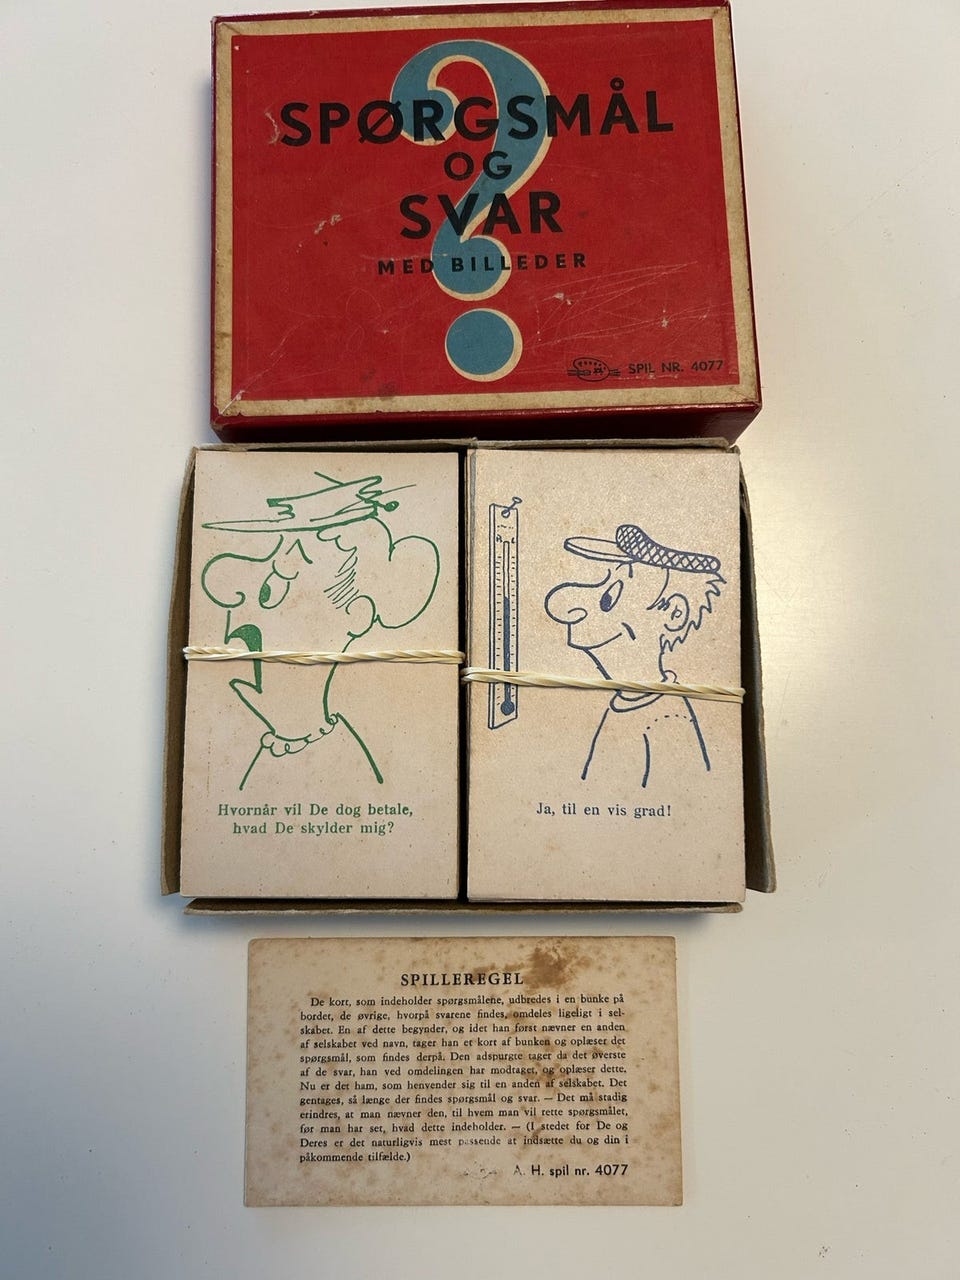 SPØRGSMÅL
OG
SVAR
MED BILLEDER
SPIL NR. 4077
Hvornår vil De dog betale,
hvad De skylder mig?
Ja, til en vis grad!
SPILLEREGEL
De kort, som indeholder spørgsmålene, udbredes i en bunke på
bordet, de øvrige, hvorpå svarene findes, omdeles ligeligt i sel-
skabet. En af dette begynder, og idet han først nævner en anden
af selskabet ved navn, tager han et kort af bunken og oplæser det
spørgsmål, som findes derpå. Den adspurgte tager da det øverste
af de svar, han ved omdelingen har modtaget, og oplæser dette.
Nu er det ham, som henvender sig til en anden af selskabet. Det
gentages, så længe der findes spørgsmål og svar. — Det må stadig
erindres, at man nævner den, til hvem man vil rette spørgsmålet,
før man har set, hvad dette indeholder. — (I stedet for De og
Deres er det naturligvis mest passende at indsætte du og din i
påkommende tilfælde.)
A. H. spil nr. 4077